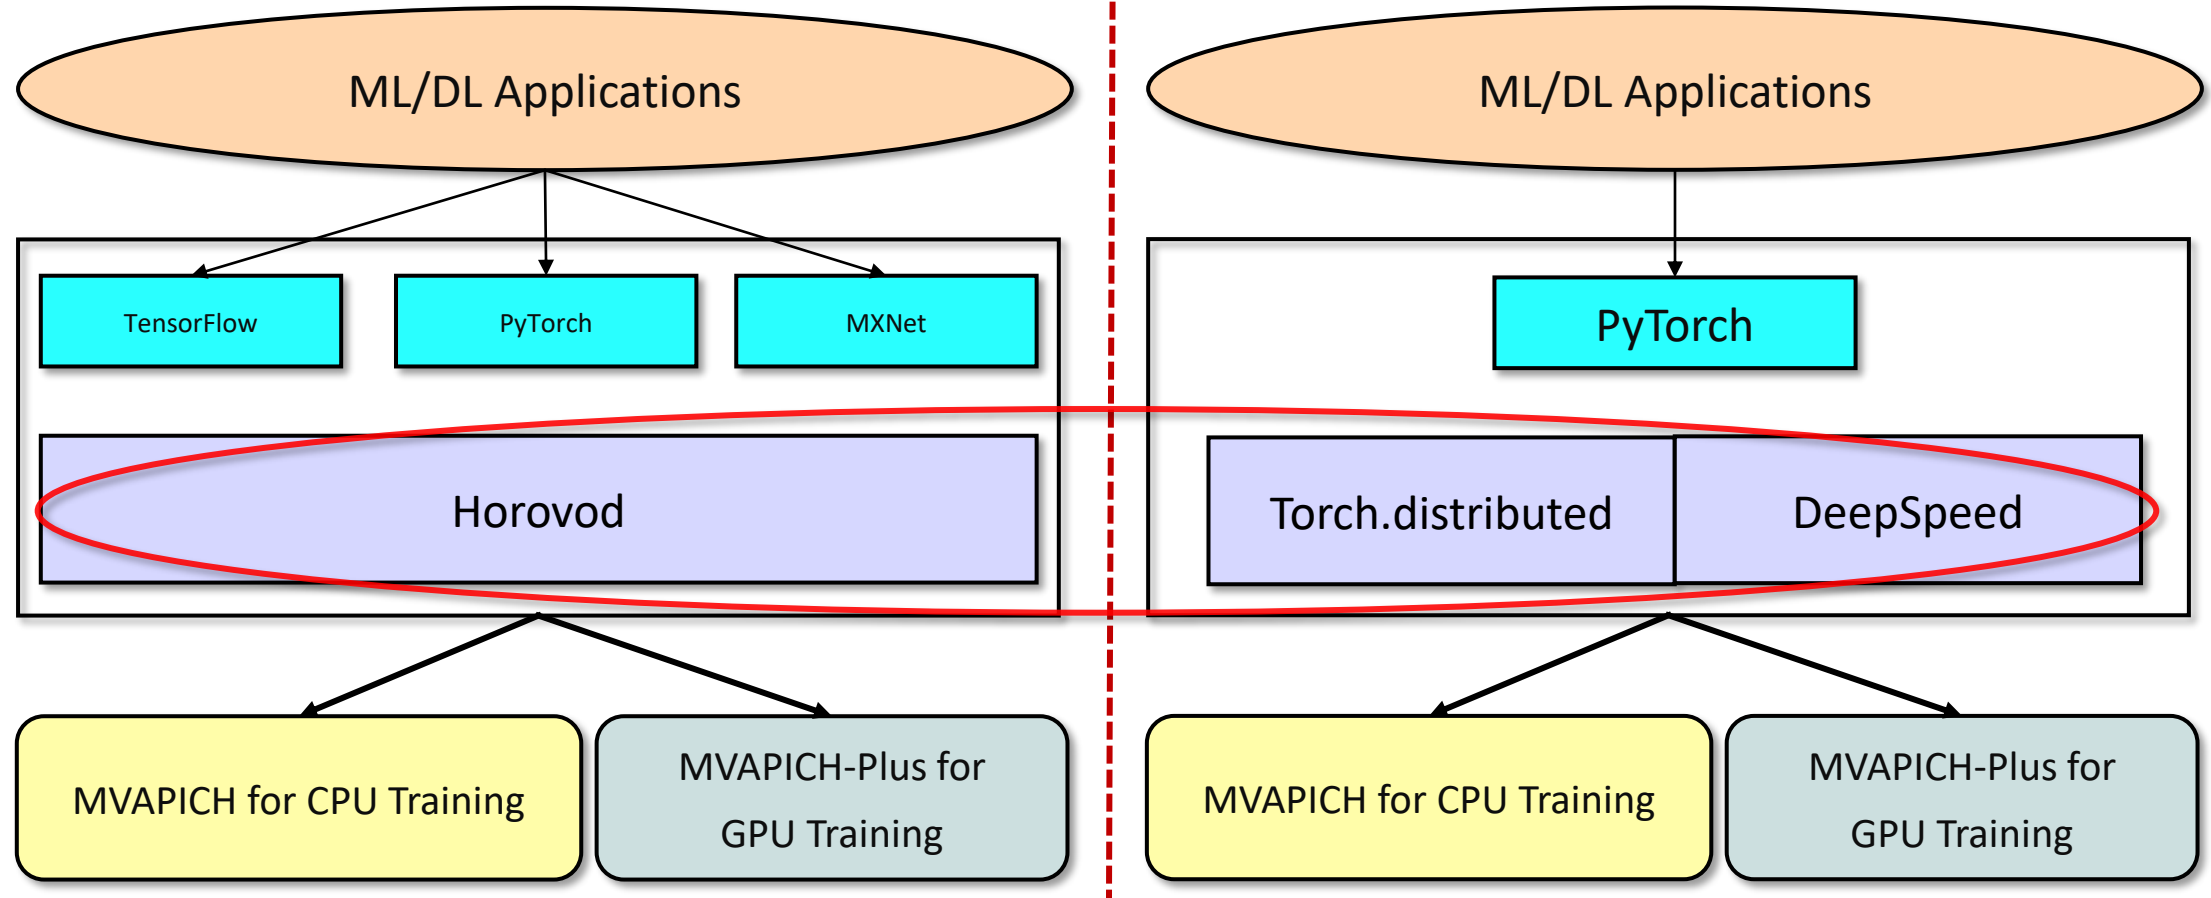 ML/DL Applications
TensorFlow
PyTorch
MXNet
Horovod
MVAPICH for CPU Training
MVAPICH-Plus for
GPU Training
ML/DL Applications
PyTorch
Torch.distributed
DeepSpeed
MVAPICH for CPU Training
MVAPICH-Plus for
GPU Training